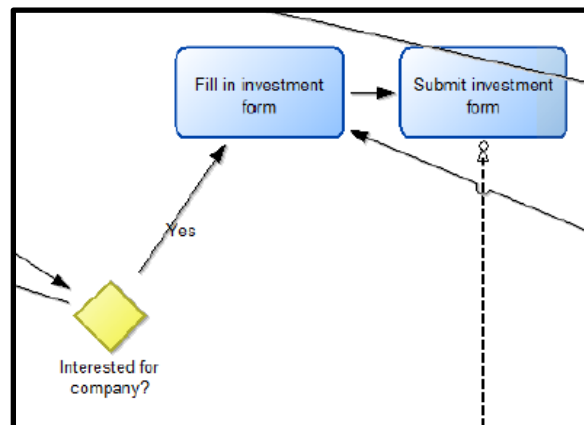 Fill in investment
form
Submit investment
form
Yes
Interested for
company?